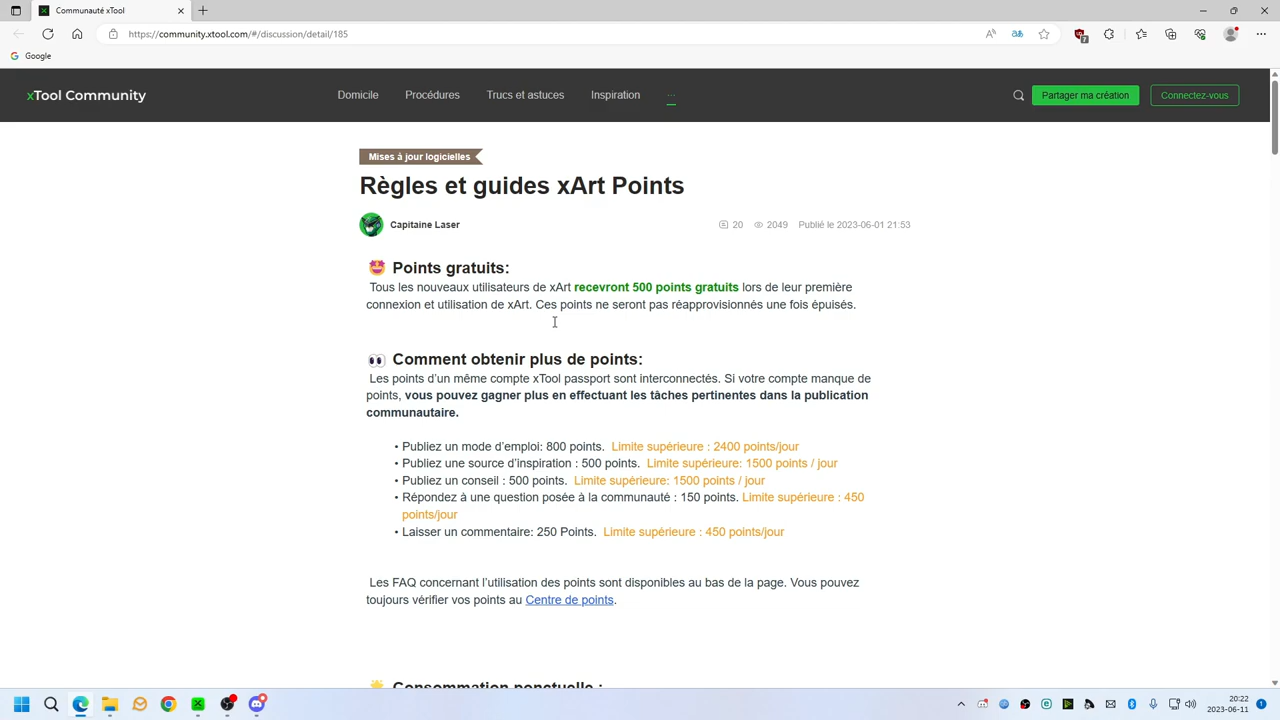 Communauté xTool
https://community.xtool.com/#/discussion/detail/185
7
Google
xTool Community
Domicile
Procédures
Trucs et astuces
Inspiration
...
Partager ma création
Connectez-vous
Mises à jour logicielles
Règles et guides xArt Points
Capitaine Laser
20
2049
Publié le 2023-06-01 21:53
Points gratuits:
Tous les nouveaux utilisateurs de xArt recevront 500 points gratuits lors de leur première
connexion et utilisation de xArt. Ces points ne seront pas réapprovisionnés une fois épuisés.
Comment obtenir plus de points:
Les points d’un même compte xTool passport sont interconnectés. Si votre compte manque de
points, vous pouvez gagner plus en effectuant les tâches pertinentes dans la publication
communautaire.
• Publiez un mode d’emploi: 800 points. Limite supérieure : 2400 points/jour
• Publiez une source d’inspiration : 500 points. Limite supérieure: 1500 points / jour
• Publiez un conseil : 500 points. Limite supérieure: 1500 points / jour
• Répondez à une question posée à la communauté : 150 points. Limite supérieure : 450
points/jour
• Laisser un commentaire: 250 Points. Limite supérieure : 450 points/jour
Les FAQ concernant l’utilisation des points sont disponibles au bas de la page. Vous pouvez
toujours vérifier vos points au Centre de points.
Consommation ponctuelle :
20:22
2023-06-11